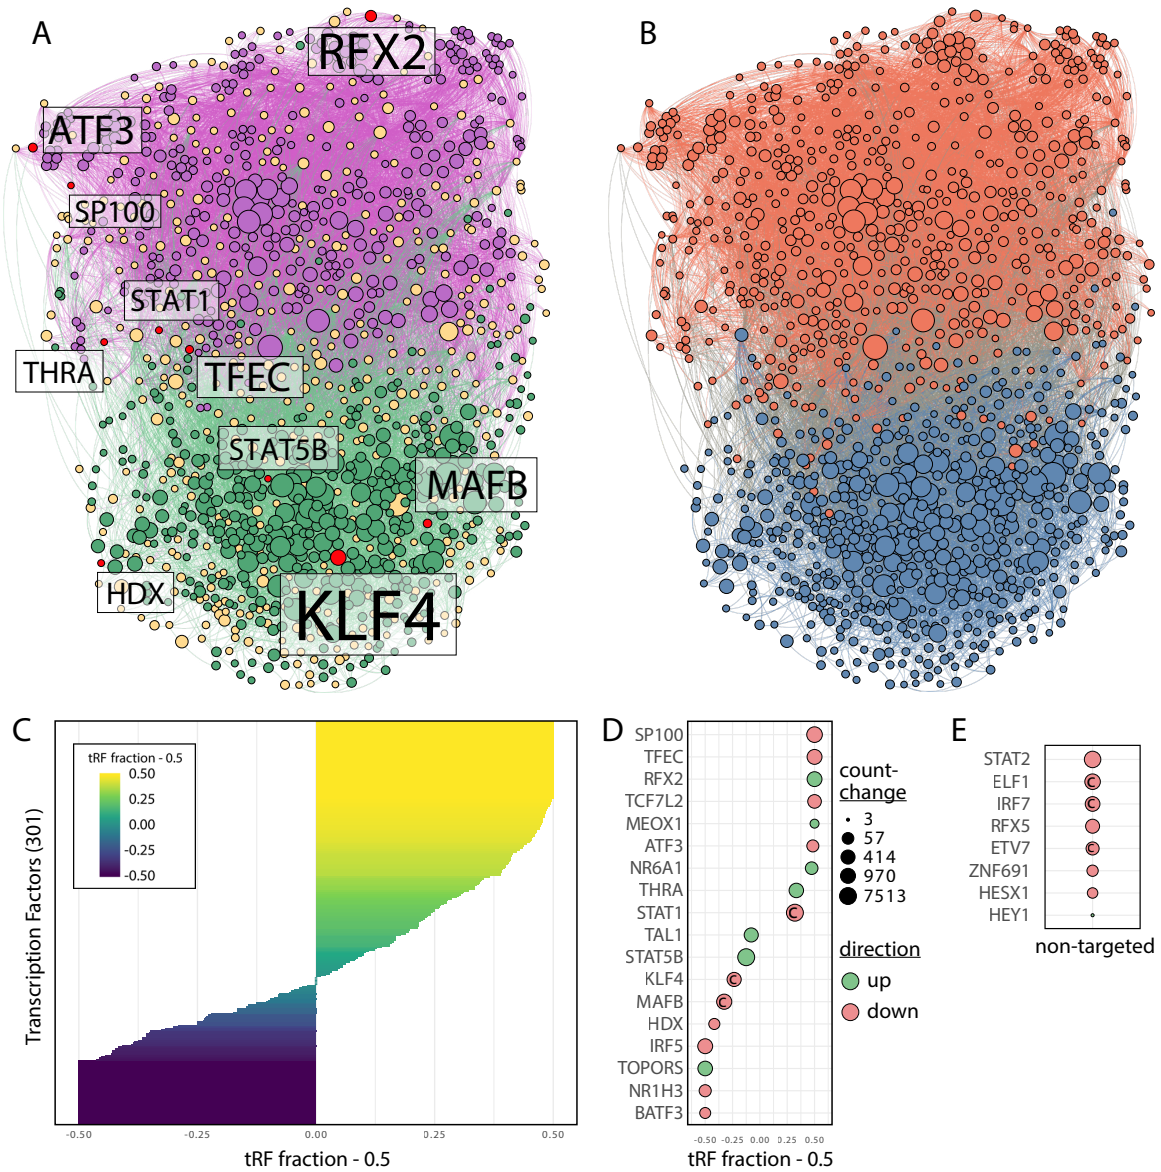 A
B
RFX2
ATF3
SP100
STAT1
THRA
TFEC
STAT5B
MAFB
HDX
KLF4
C
tRF fraction - 0.5
0.50
0.25
0.00
-0.25
-0.50
Transcription Factors (301)
-0.50 -0.25 0.00 0.25 0.50
tRF fraction - 0.5
D
SP100
TFEC
RFX2
TCF7L2
MEOX1
ATF3
NR6A1
THRA
STAT1
C
TAL1
STAT5B
KLF4
C
MAFB
C
HDX
IRF5
TOPORS
NR1H3
BATF3
-0.50 -0.25 0.00 0.25 0.50
tRF fraction - 0.5
count-
change
3
57
414
970
7513
direction
up
down
E
STAT2
ELF1
C
IRF7
C
RFX5
ETV7
C
ZNF691
HESX1
HEY1
non-targeted